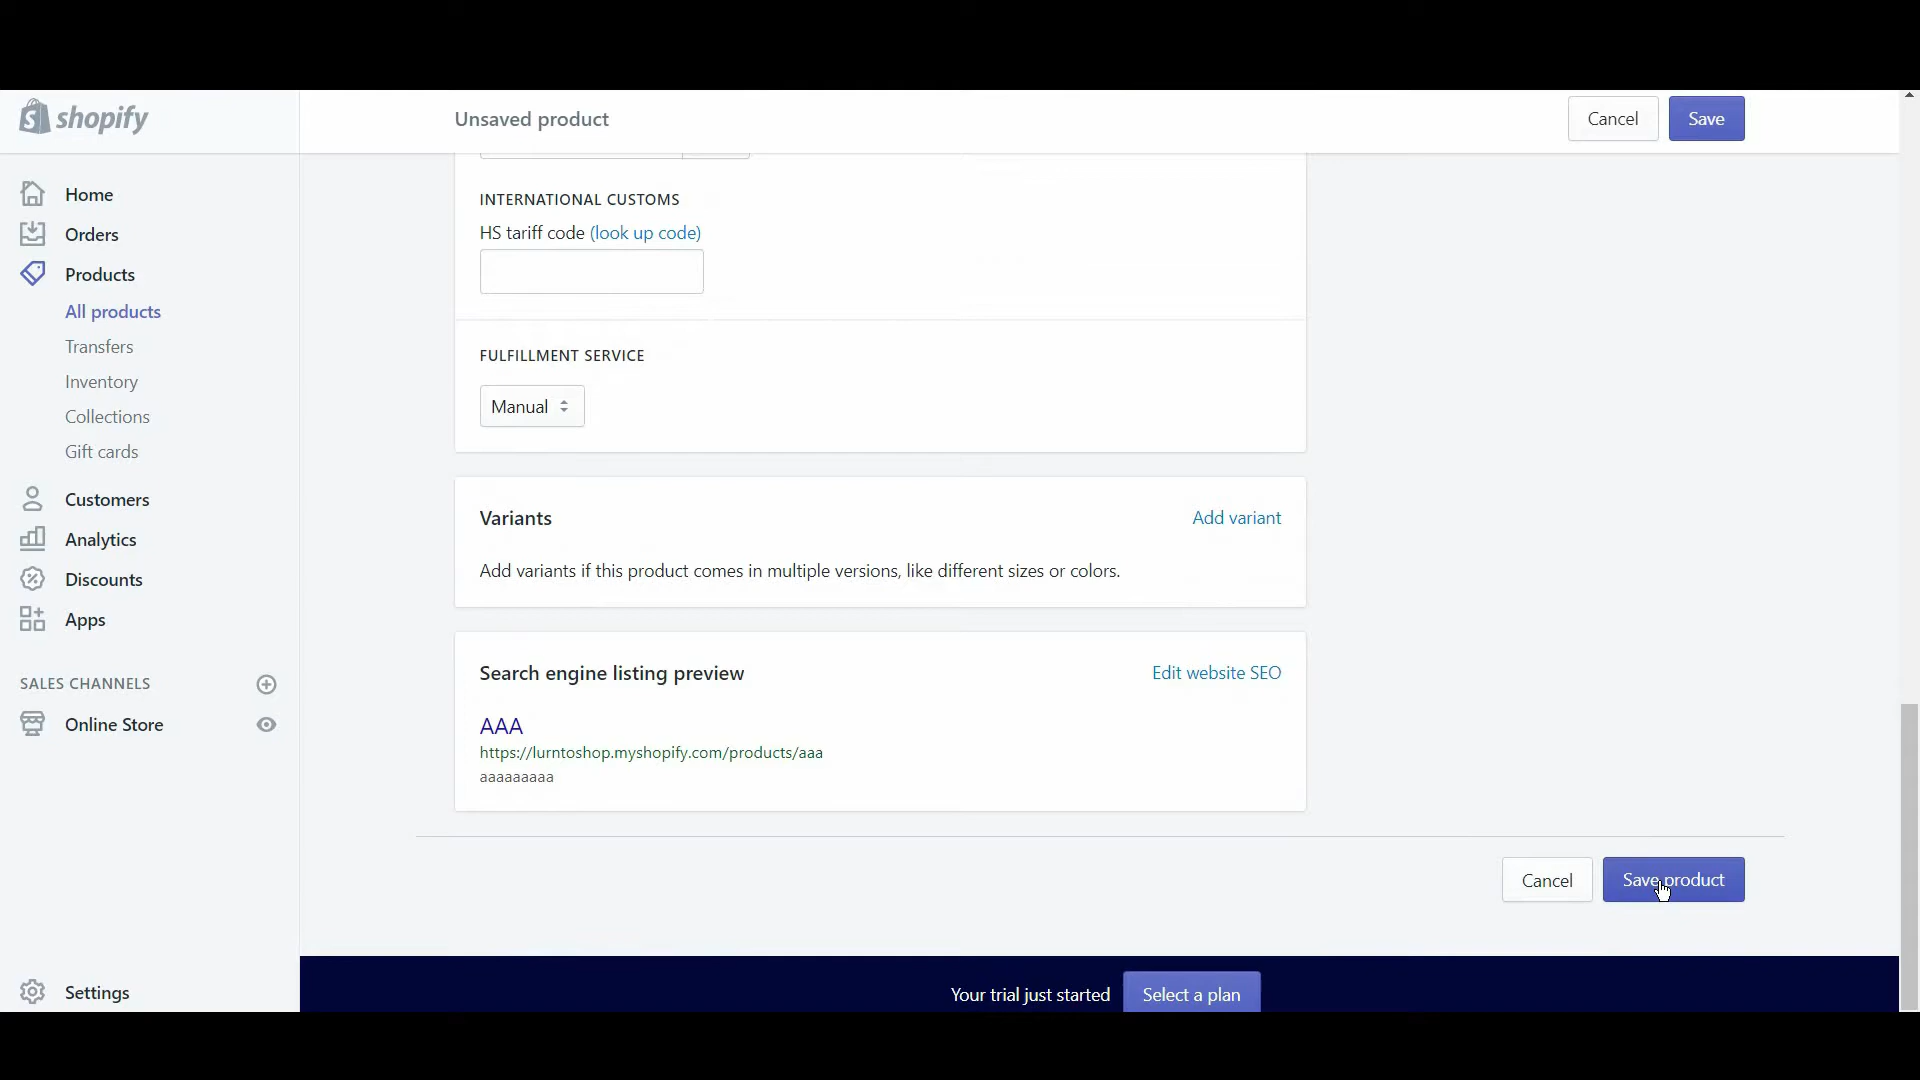 shopify
Unsaved product
Cancel
Save
Home
Orders
Products
All products
Transfers
Inventory
Collections
Gift cards
Customers
Analytics
Discounts
Apps
SALES CHANNELS
Online Store
Settings
INTERNATIONAL CUSTOMS
HS tariff code (look up code)
FULFILLMENT SERVICE
Manual
Variants
Add variant
Add variants if this product comes in multiple versions, like different sizes or colors.
Search engine listing preview
Edit website SEO
AAA
https://lurntoshop.myshopify.com/products/aaa
aaaaaaaaa
Cancel
Save product
Your trial just started
Select a plan